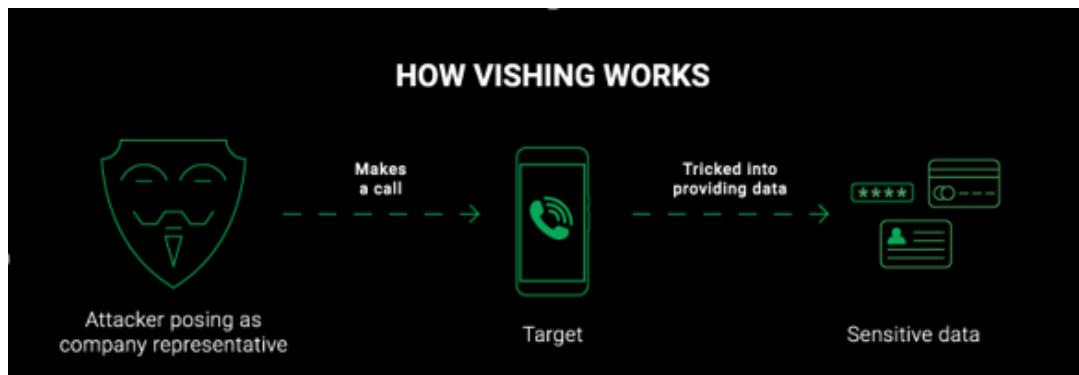 HOW VISHING WORKS
Makes
a call
Tricked into
providing data
****
Attacker posing as
company representative
Target
Sensitive data